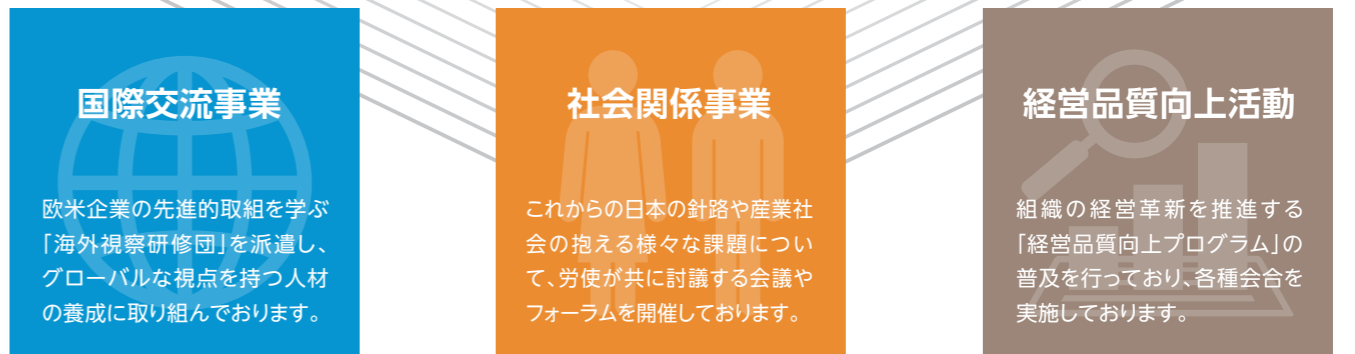 国際交流事業
欧米企業の先進的取組を学ぶ
「海外視察研修団」を派遣し、
グローバルな視点を持つ人材
の養成に取り組んでおります。
社会関係事業
これからの日本の針路や産業社
会の抱える様々な課題につい
て、労使が共に討議する会議や
フォーラムを開催しております。
経営品質向上活動
組織の経営革新を推進する
「経営品質向上プログラム」の
普及を行っており、各種会合を
実施しております。